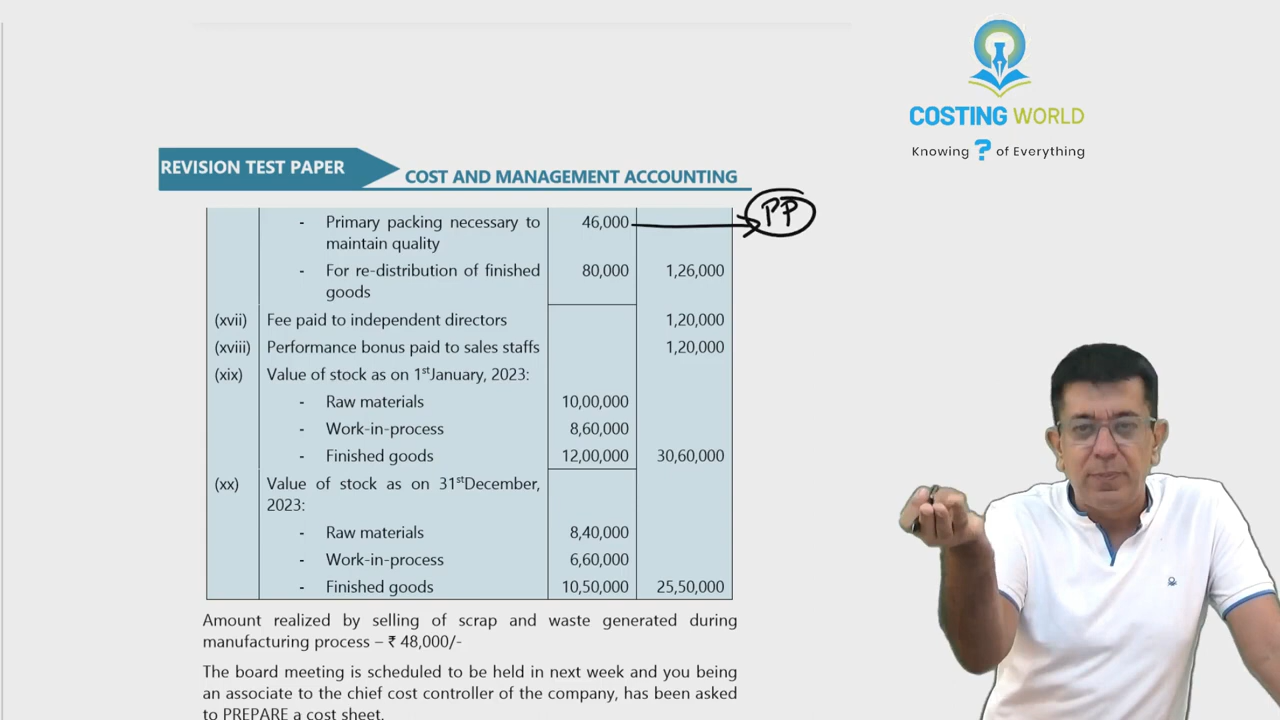 COSTING WORLD
Knowing ? of Everything
REVISION TEST PAPER
COST AND MANAGEMENT ACCOUNTING
- Primary packing necessary to 46,000 PP
maintain quality
- For re-distribution of finished 80,000 1,26,000
goods
(xvii) Fee paid to independent directors 1,20,000
(xviii) Performance bonus paid to sales staffs 1,20,000
(xix) Value of stock as on 1stJanuary, 2023:
- Raw materials 10,00,000
- Work-in-process 8,60,000
- Finished goods 12,00,000 30,60,000
(xx) Value of stock as on 31stDecember,
2023:
- Raw materials 8,40,000
- Work-in-process 6,60,000
- Finished goods 10,50,000 25,50,000
Amount realized by selling of scrap and waste generated during
manufacturing process – ₹ 48,000/-
The board meeting is scheduled to be held in next week and you being
an associate to the chief cost controller of the company, has been asked
to PREPARE a cost sheet.